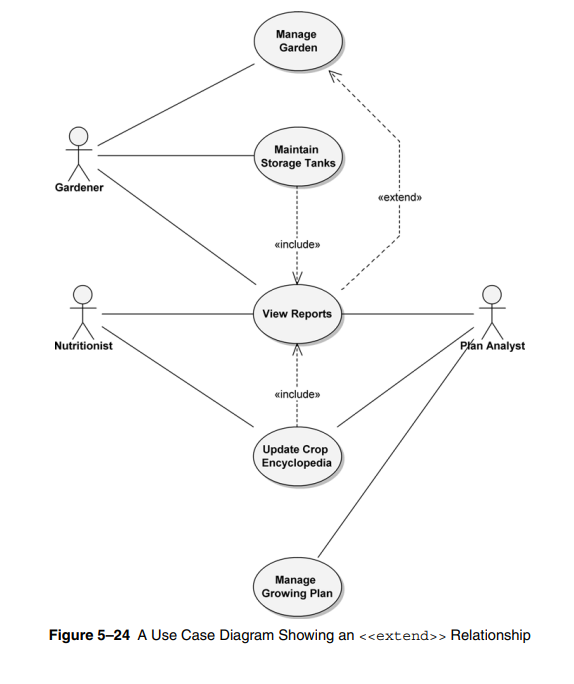 Manage
Garden
Maintain
Storage Tanks
Gardener
«extend»
«include»
View Reports
Nutritionist
Plan Analyst
«include»
Update Crop
Encyclopedia
Manage
Growing Plan
Figure 5–24 A Use Case Diagram Showing an <<extend>> Relationship